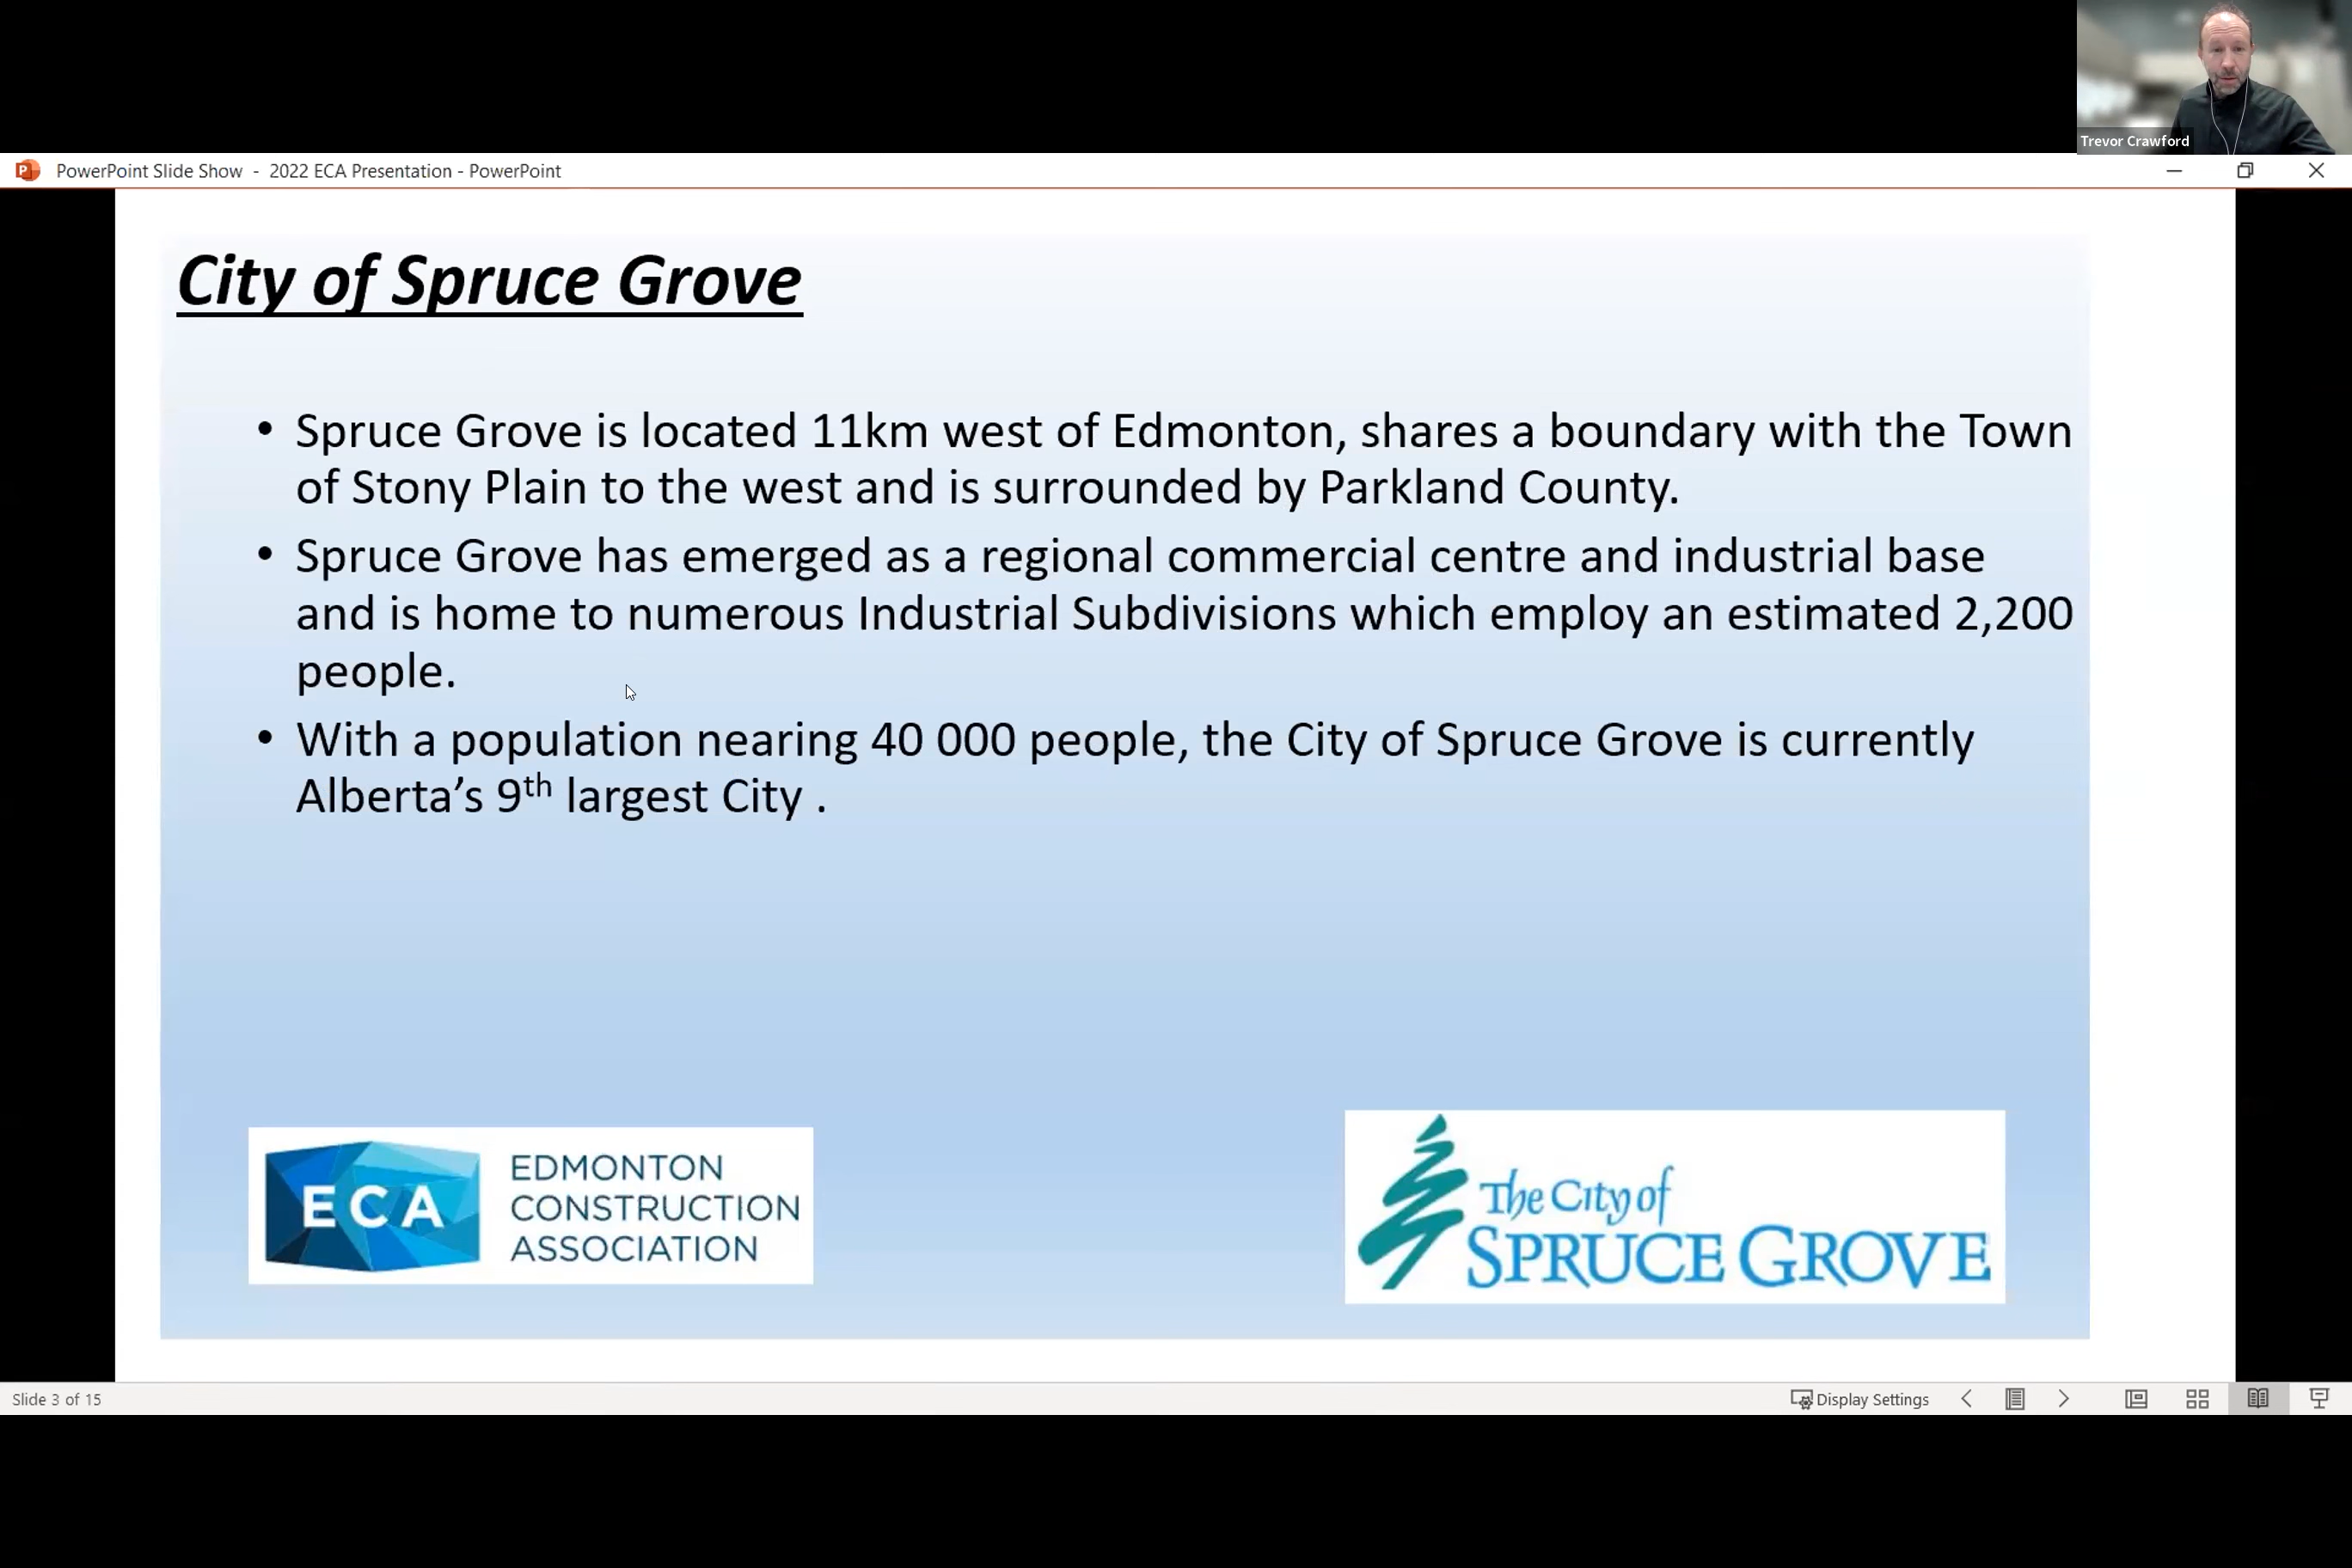 Trevor Crawford
PowerPoint Slide Show - 2022 ECA Presentation - PowerPoint
City of Spruce Grove
• Spruce Grove is located 11km west of Edmonton, shares a boundary with the Town
of Stony Plain to the west and is surrounded by Parkland County.
• Spruce Grove has emerged as a regional commercial centre and industrial base
and is home to numerous Industrial Subdivisions which employ an estimated 2,200
people.
• With a population nearing 40 000 people, the City of Spruce Grove is currently
Alberta’s 9th largest City .
ECA
EDMONTON
CONSTRUCTION
ASSOCIATION
The City of
SPRUCE GROVE
Slide 3 of 15
Display Settings